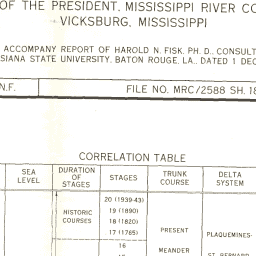 OF THE PRESIDENT, MISSISSIPPI RIVER
VICKSBURG, MISSISSIPPI
ACCOMPANY REPORT OF HAROLD N. FISK, PH. D., CONSULT
SIANA STATE UNIVERSITY, BATON ROUGE, LA., DATED 1 DEC
N.F.
FILE NO. MRC/2588 SH. 18
CORRELATION TABLE
SEA LEVEL
DURATION OF STAGES
STAGES
TRUNK COURSE
DELTA SYSTEM
HISTORIC COURSES
20 (1939-43)
19 (1890)
18 (1820)
17 (1765)
16
PRESENT
MEANDER
PLAQUEMINES
ST. BERNARD